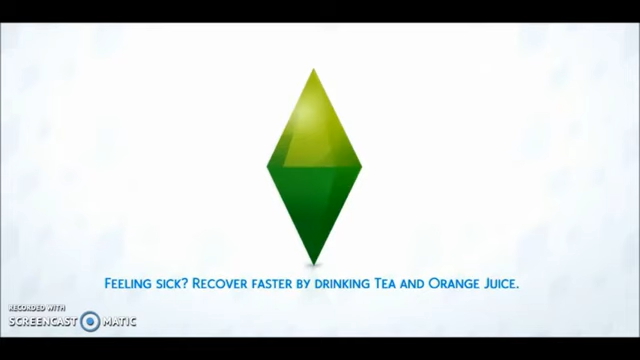 Feeling sick? Recover faster by drinking Tea and Orange Juice.
RECORDED WITH
SCREENCAST MATIC